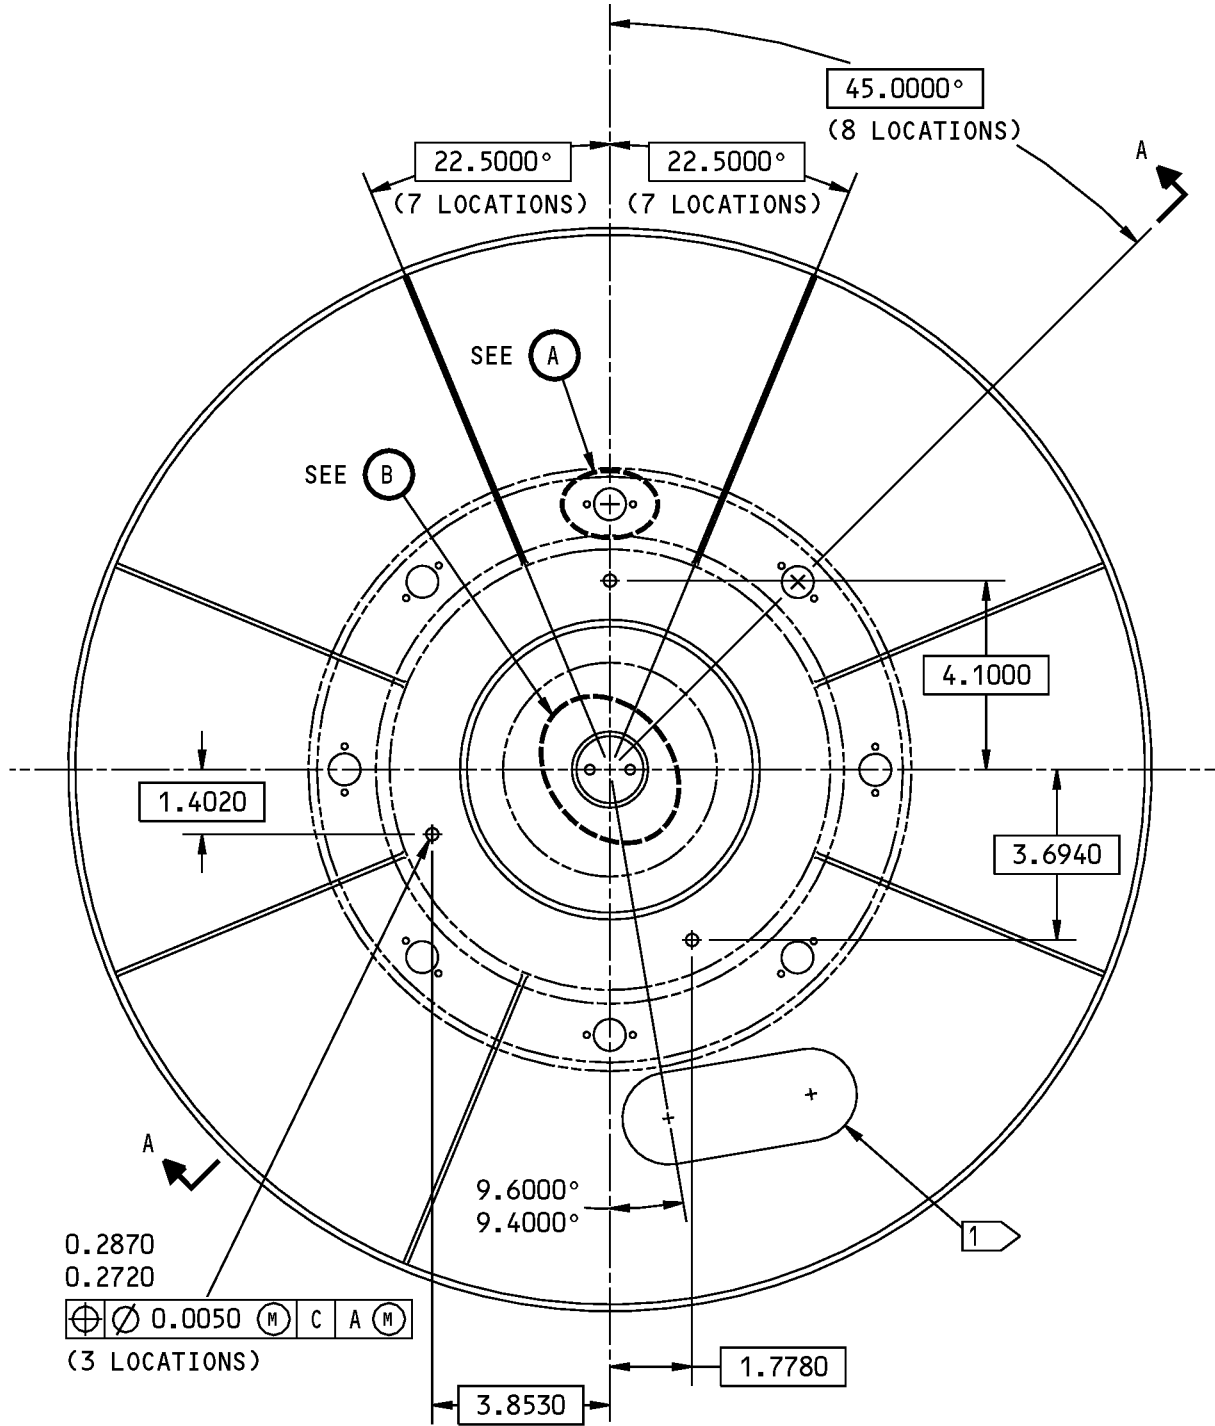 45.0000°
(8 LOCATIONS)
A
22.5000° 22.5000°
(7 LOCATIONS) (7 LOCATIONS)
SEE A
SEE B
4.1000
1.4020
3.6940
A
9.6000°
9.4000°
1
0.2870
0.2720
⌖ ⌀ 0.0050 Ⓜ C A Ⓜ
(3 LOCATIONS)
1.7780
3.8530